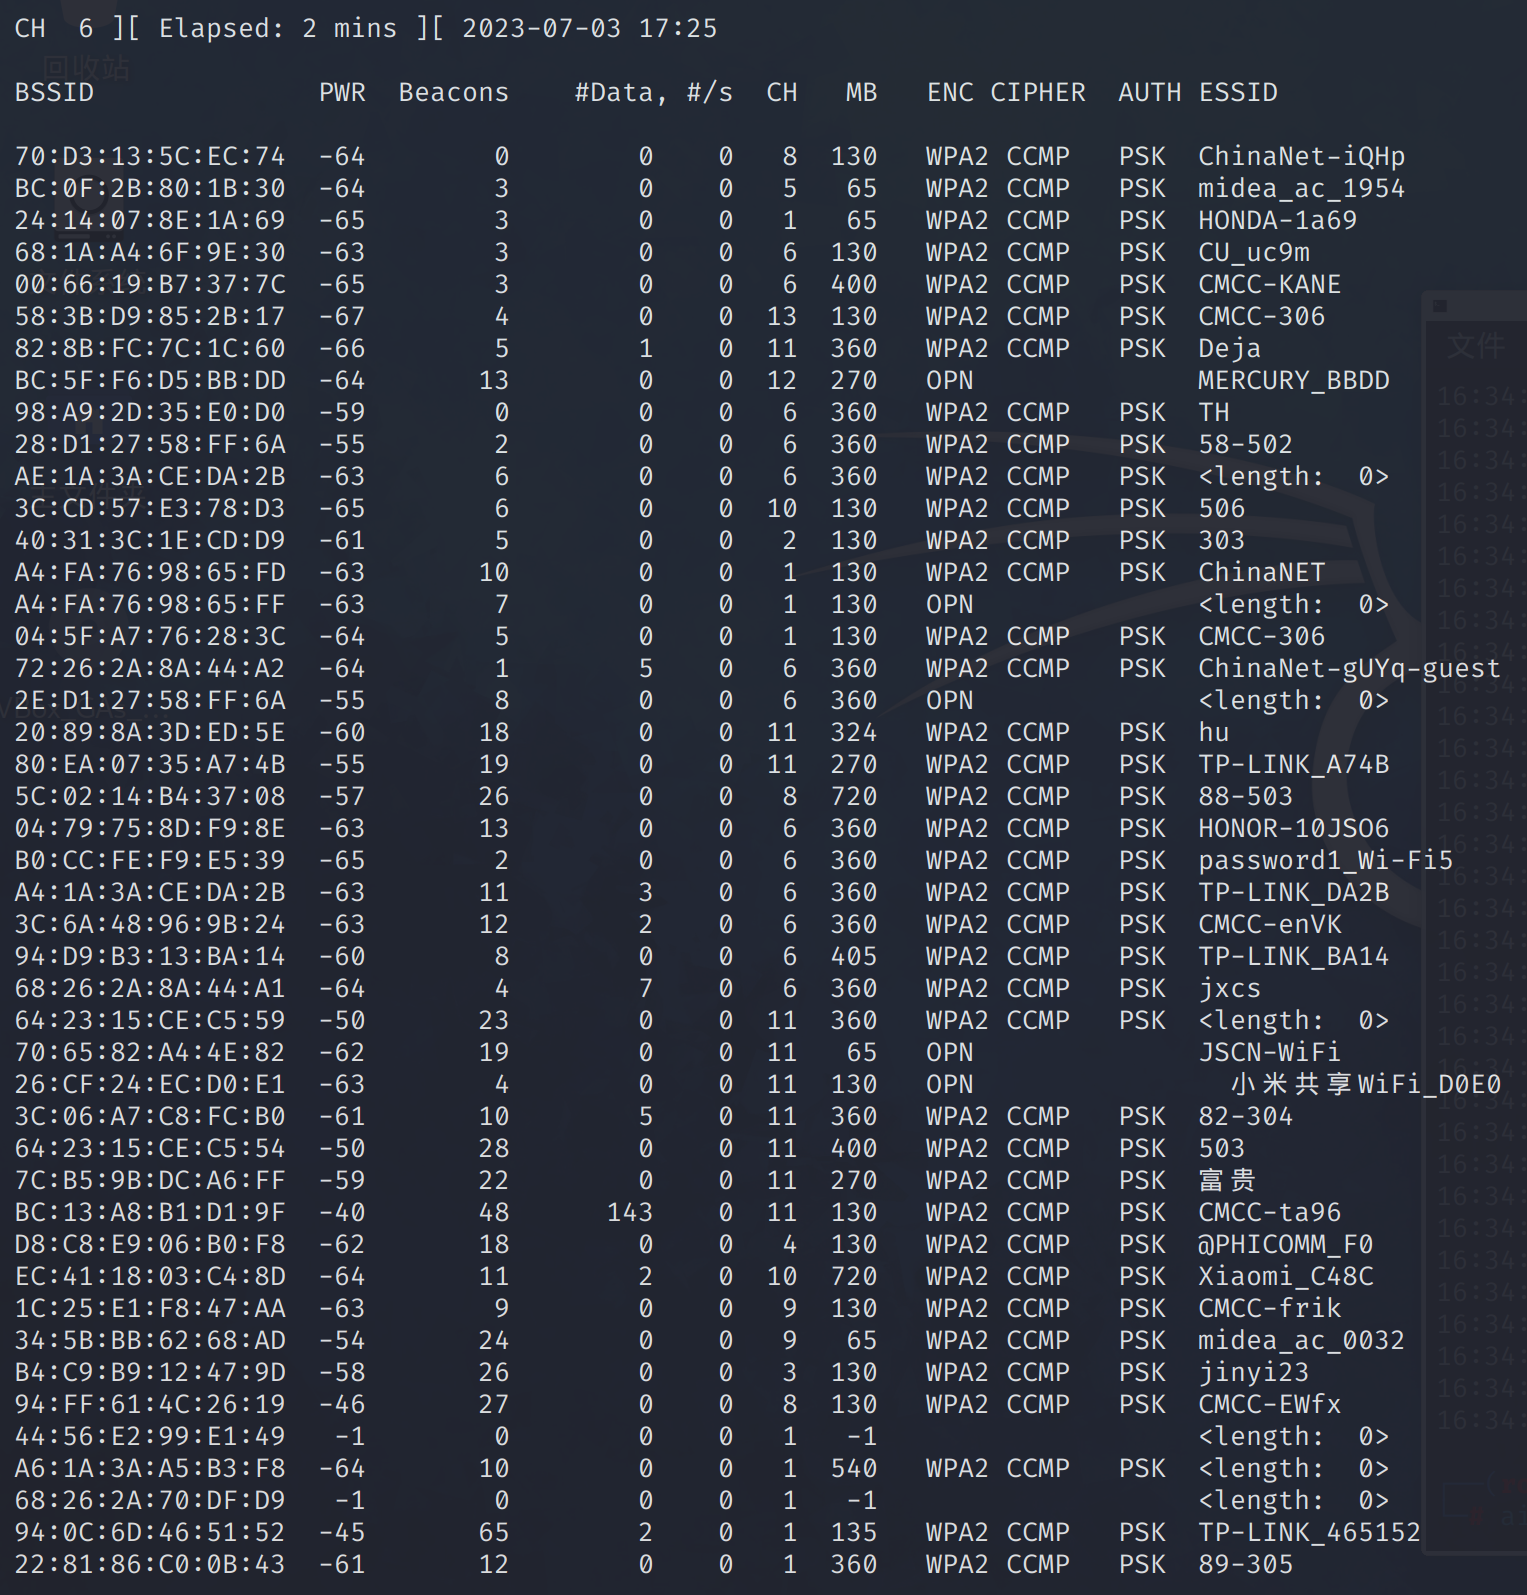 CH  6 ][ Elapsed: 2 mins ][ 2023-07-03 17:25
BSSID PWR Beacons #Data, #/s CH MB ENC CIPHER AUTH ESSID
70:D3:13:5C:EC:74 -64 0 0 0 8 130 WPA2 CCMP PSK ChinaNet-iQHp
BC:0F:2B:80:1B:30 -64 3 0 0 5 65 WPA2 CCMP PSK midea_ac_1954
24:14:07:8E:1A:69 -65 3 0 0 1 65 WPA2 CCMP PSK HONDA-1a69
68:1A:A4:6F:9E:30 -63 3 0 0 6 130 WPA2 CCMP PSK CU_uc9m
00:66:19:B7:37:7C -65 3 0 0 6 400 WPA2 CCMP PSK CMCC-KANE
58:3B:D9:85:2B:17 -67 4 0 0 13 130 WPA2 CCMP PSK CMCC-306
82:8B:FC:7C:1C:60 -66 5 1 0 11 360 WPA2 CCMP PSK Deja
BC:5F:F6:D5:BB:DD -64 13 0 0 12 270 OPN MERCURY_BBDD
98:A9:2D:35:E0:D0 -59 0 0 0 6 360 WPA2 CCMP PSK TH
28:D1:27:58:FF:6A -55 2 0 0 6 360 WPA2 CCMP PSK 58-502
AE:1A:3A:CE:DA:2B -63 6 0 0 6 360 WPA2 CCMP PSK <length:  0>
3C:CD:57:E3:78:D3 -65 6 0 0 10 130 WPA2 CCMP PSK 506
40:31:3C:1E:CD:D9 -61 5 0 0 2 130 WPA2 CCMP PSK 303
A4:FA:76:98:65:FD -63 10 0 0 1 130 WPA2 CCMP PSK ChinaNET
A4:FA:76:98:65:FF -63 7 0 0 1 130 OPN <length:  0>
04:5F:A7:76:28:3C -64 5 0 0 1 130 WPA2 CCMP PSK CMCC-306
72:26:2A:8A:44:A2 -64 1 5 0 6 360 WPA2 CCMP PSK ChinaNet-gUYq-guest
2E:D1:27:58:FF:6A -55 8 0 0 6 360 OPN <length:  0>
20:89:8A:3D:ED:5E -60 18 0 0 11 324 WPA2 CCMP PSK hu
80:EA:07:35:A7:4B -55 19 0 0 11 270 WPA2 CCMP PSK TP-LINK_A74B
5C:02:14:B4:37:08 -57 26 0 0 8 720 WPA2 CCMP PSK 88-503
04:79:75:8D:F9:8E -63 13 0 0 6 360 WPA2 CCMP PSK HONOR-10JSO6
B0:CC:FE:F9:E5:39 -65 2 0 0 6 360 WPA2 CCMP PSK password1_Wi-Fi5
A4:1A:3A:CE:DA:2B -63 11 3 0 6 360 WPA2 CCMP PSK TP-LINK_DA2B
3C:6A:48:96:9B:24 -63 12 2 0 6 360 WPA2 CCMP PSK CMCC-enVK
94:D9:B3:13:BA:14 -60 8 0 0 6 405 WPA2 CCMP PSK TP-LINK_BA14
68:26:2A:8A:44:A1 -64 4 7 0 6 360 WPA2 CCMP PSK jxcs
64:23:15:CE:C5:59 -50 23 0 0 11 360 WPA2 CCMP PSK <length:  0>
70:65:82:A4:4E:82 -62 19 0 0 11 65 OPN JSCN-WiFi
26:CF:24:EC:D0:E1 -63 4 0 0 11 130 OPN 小米共享WiFi_D0E0
3C:06:A7:C8:FC:B0 -61 10 5 0 11 360 WPA2 CCMP PSK 82-304
64:23:15:CE:C5:54 -50 28 0 0 11 400 WPA2 CCMP PSK 503
7C:B5:9B:DC:A6:FF -59 22 0 0 11 270 WPA2 CCMP PSK 富贵
BC:13:A8:B1:D1:9F -40 48 143 0 11 130 WPA2 CCMP PSK CMCC-ta96
D8:C8:E9:06:B0:F8 -62 18 0 0 4 130 WPA2 CCMP PSK @PHICOMM_F0
EC:41:18:03:C4:8D -64 11 2 0 10 720 WPA2 CCMP PSK Xiaomi_C48C
1C:25:E1:F8:47:AA -63 9 0 0 9 130 WPA2 CCMP PSK CMCC-frik
34:5B:BB:62:68:AD -54 24 0 0 9 65 WPA2 CCMP PSK midea_ac_0032
B4:C9:B9:12:47:9D -58 26 0 0 3 130 WPA2 CCMP PSK jinyi23
94:FF:61:4C:26:19 -46 27 0 0 8 130 WPA2 CCMP PSK CMCC-EWfx
44:56:E2:99:E1:49 -1 0 0 0 1 -1 <length:  0>
A6:1A:3A:A5:B3:F8 -64 10 0 0 1 540 WPA2 CCMP PSK <length:  0>
68:26:2A:70:DF:D9 -1 0 0 0 1 -1 <length:  0>
94:0C:6D:46:51:52 -45 65 2 0 1 135 WPA2 CCMP PSK TP-LINK_465152
22:81:86:C0:0B:43 -61 12 0 0 1 360 WPA2 CCMP PSK 89-305
回收站
文件